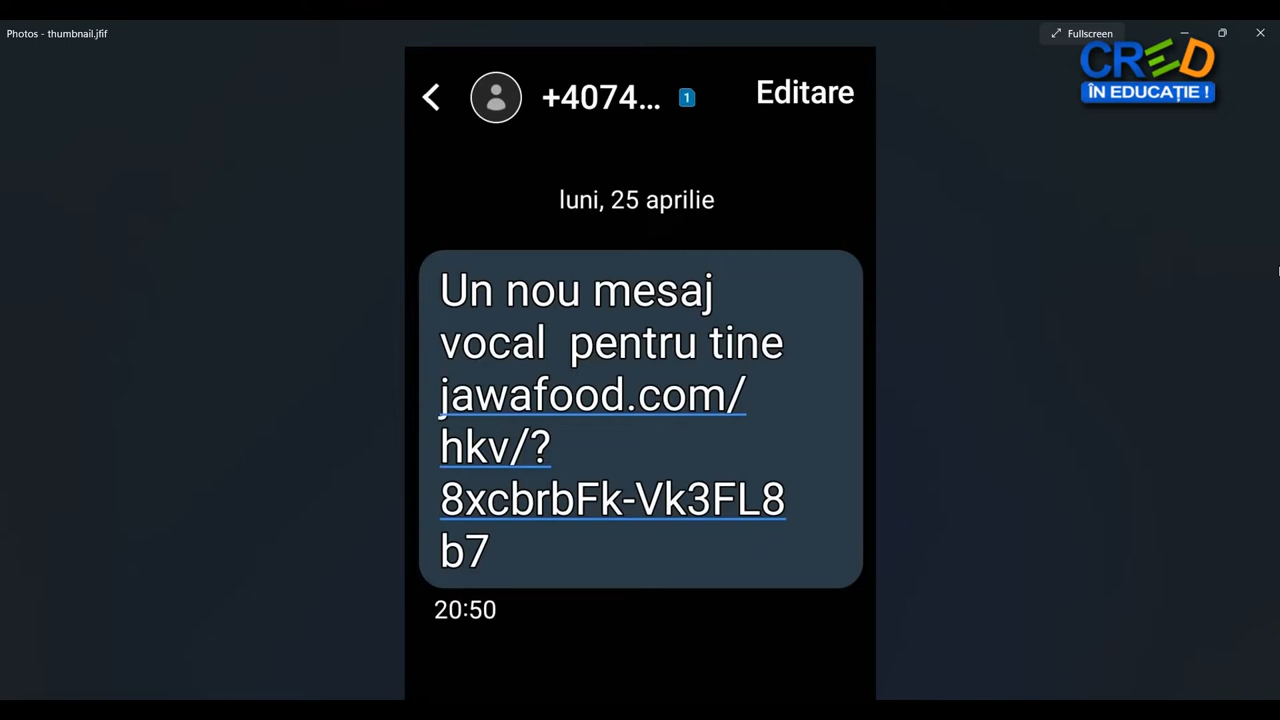 Photos - thumbnail.jfif
Fullscreen
CRED
ÎN EDUCAȚIE !
+4074... 1
Editare
luni, 25 aprilie
Un nou mesaj
vocal  pentru tine
jawafood.com/
hkv/?
8xcbrbFk-Vk3FL8
b7
20:50